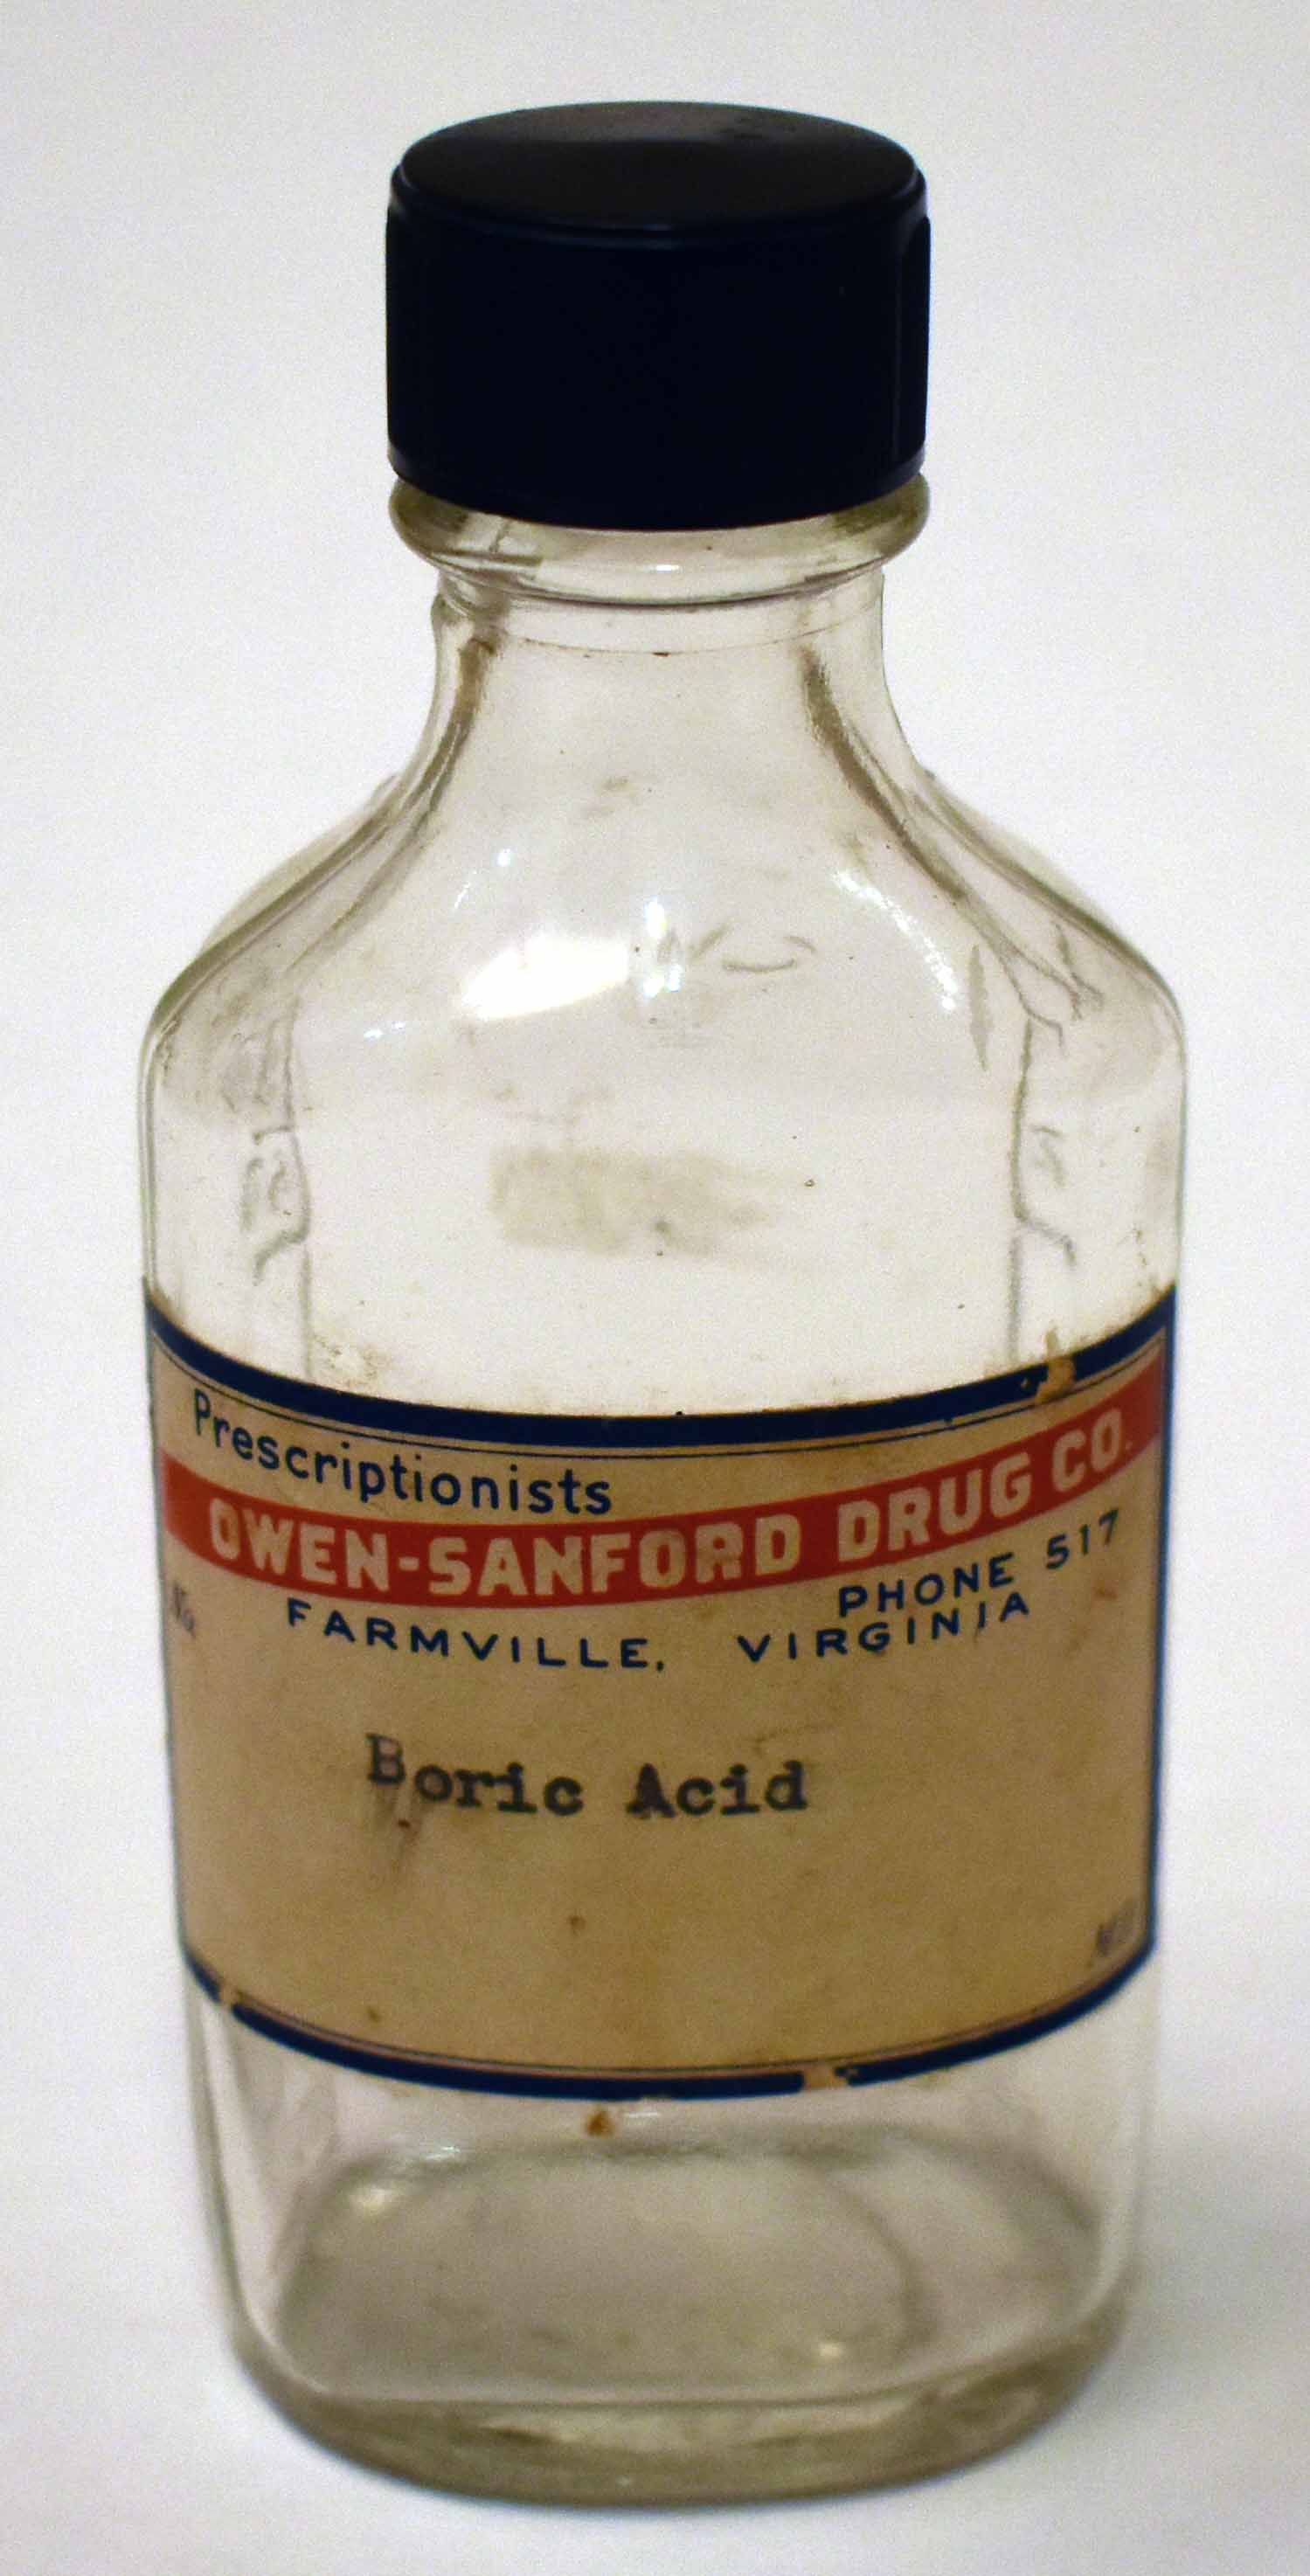 Prescriptionists
OWEN-SANFORD DRUG CO.
PHONE 517
FARMVILLE, VIRGINIA
Boric Acid